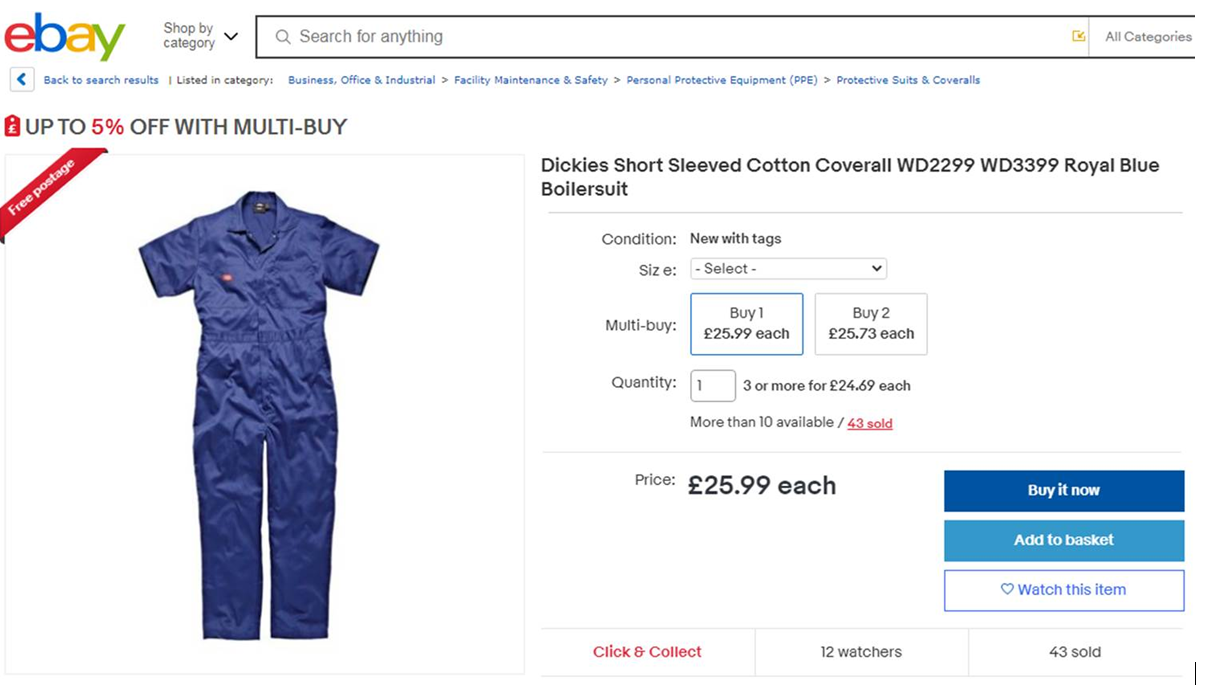 ebay
Shop by
category
Search for anything
All Categories
Back to search results | Listed in category: Business, Office & Industrial > Facility Maintenance & Safety > Personal Protective Equipment (PPE) > Protective Suits & Coveralls
£ UP TO 5% OFF WITH MULTI-BUY
Free postage
Dickies Short Sleeved Cotton Coverall WD2299 WD3399 Royal Blue
Boilersuit
Condition: New with tags
Size: - Select -
Multi-buy:
Buy 1
£25.99 each
Buy 2
£25.73 each
Quantity: 1 3 or more for £24.69 each
More than 10 available / 43 sold
Price: £25.99 each
Buy it now
Add to basket
Watch this item
Click & Collect
12 watchers
43 sold